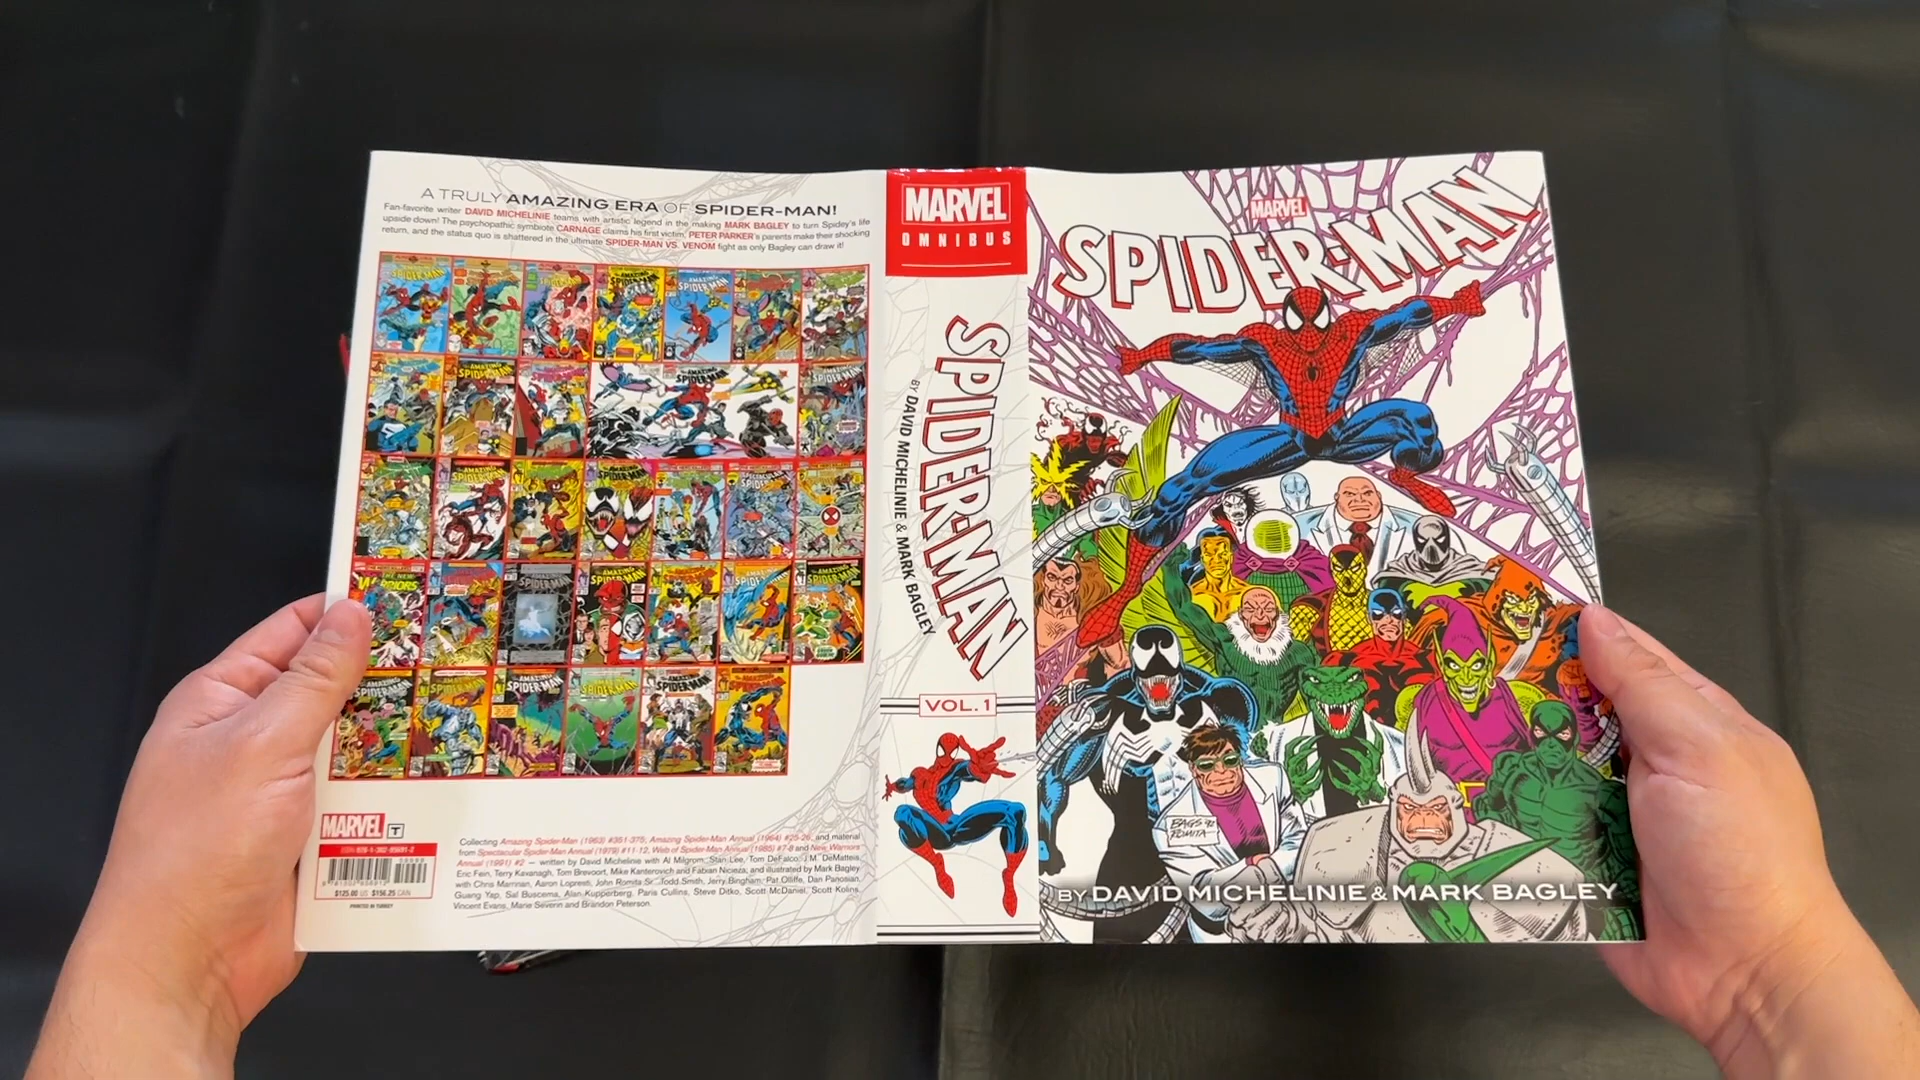 A TRULY AMAZING ERA OF SPIDER-MAN!
Fan-favorite writer DAVID MICHELINIE teams with artistic legend in the making MARK BAGLEY to turn Spidey's life
upside down! The psychopathic symbiote CARNAGE claims his first victim, PETER PARKER's parents make their shocking
return, and the status quo is shattered in the ultimate SPIDER-MAN VS. VENOM fight as only Bagley can draw it!
MARVEL
T
$125.00 US $156.25 CAN
PRINTED IN TURKEY
Collecting Amazing Spider-Man (1963) #351-375, Amazing Spider-Man Annual (1964) #25-26, and material
from Spectacular Spider-Man Annual (1979) #11-12, Web of Spider-Man Annual (1985) #7-8 and New Warriors
Annual (1991) #2 — written by David Michelinie with Al Milgrom, Stan Lee, Tom DeFalco, J.M. DeMatteis,
Eric Fein, Terry Kavanagh, Tom Brevoort, Mike Kanterovich and Fabian Nicieza, and illustrated by Mark Bagley
with Chris Marrinan, Aaron Lopresti, John Romita Sr., Todd Smith, Jerry Bingham, Pat Olliffe, Dan Panosian,
Guang Yap, Sal Buscema, Alan Kupperberg, Paris Cullins, Steve Ditko, Scott McDaniel, Scott Kolins,
Vincent Evans, Marie Severin and Brandon Peterson.
MARVEL
OMNIBUS
SPIDER-MAN
BY DAVID MICHELINIE & MARK BAGLEY
VOL. 1
MARVEL
SPIDER-MAN
BAGS '92
ROMITA
BY DAVID MICHELINIE & MARK BAGLEY